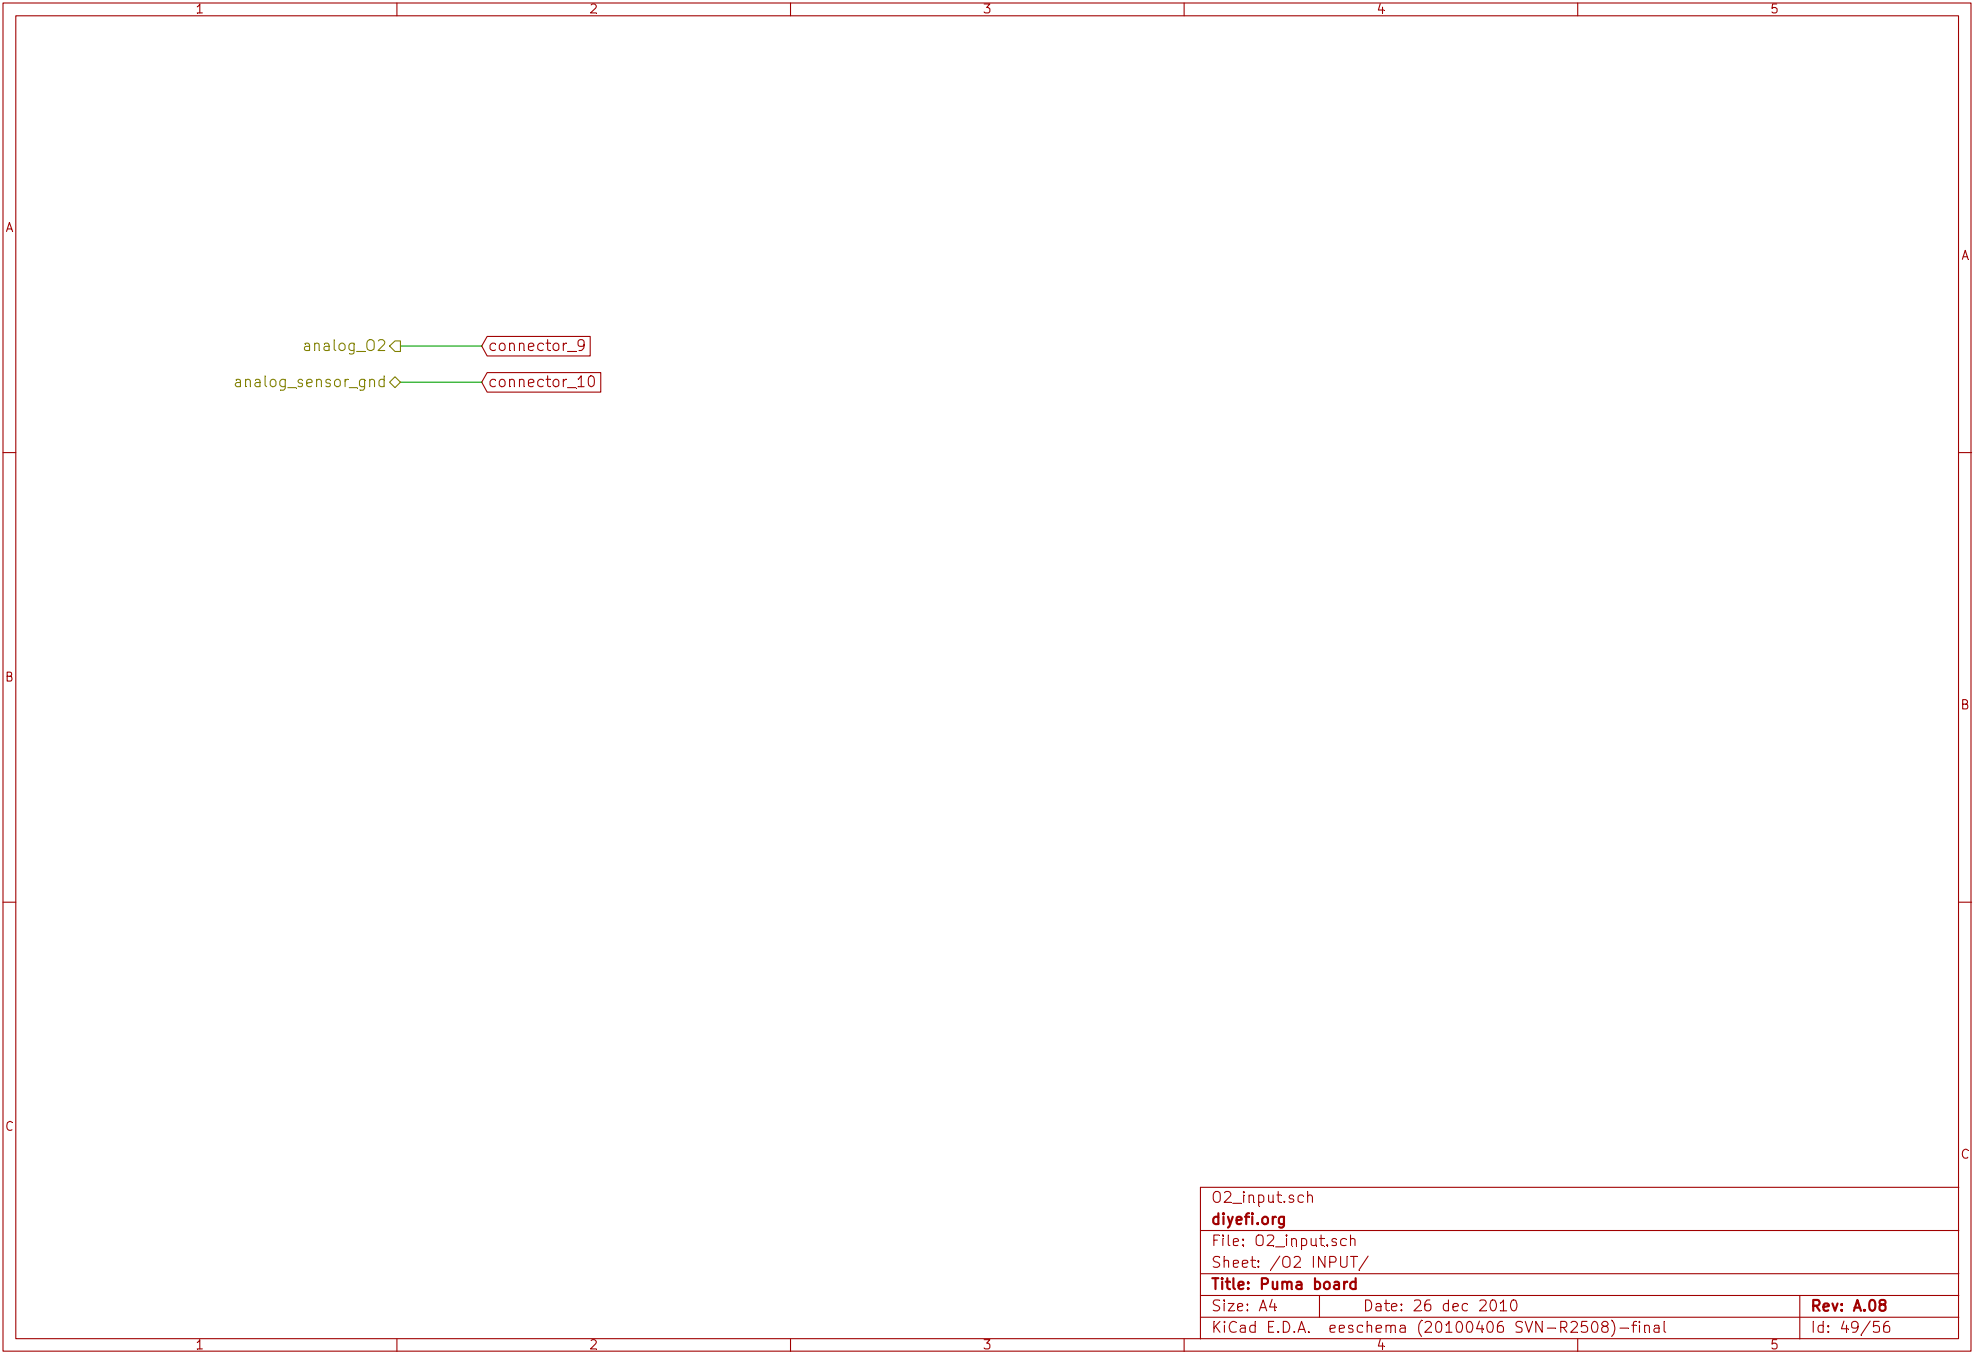 1 2 3 4 5
A A
analog_O2 connector_9
analog_sensor_gnd connector_10
B B
C C
O2_input.sch
diyefi.org
File: O2_input.sch
Sheet: /O2 INPUT/
Title: Puma board
Size: A4 Date: 26 dec 2010 Rev: A.08
KiCad E.D.A. eeschema (20100406 SVN-R2508)-final Id: 49/56
1 2 3 4 5